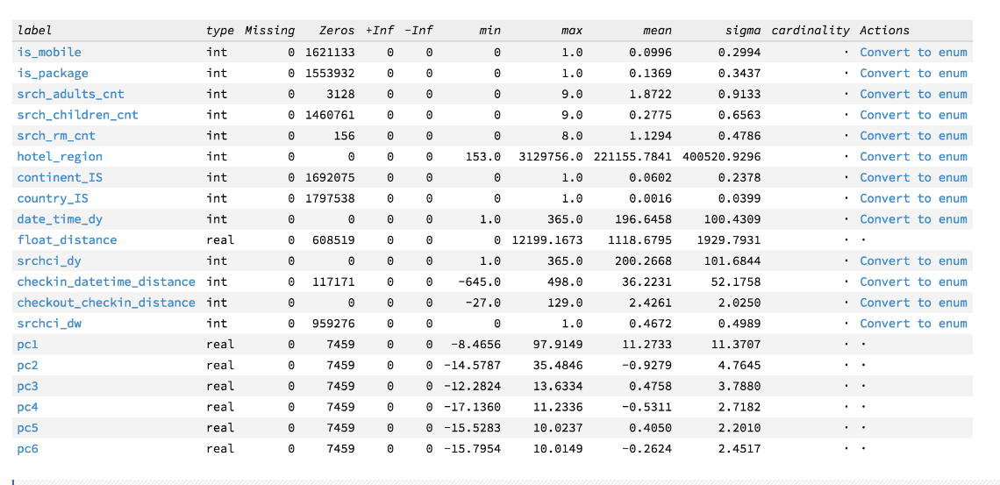 label type Missing Zeros +Inf -Inf min max mean sigma cardinality Actions
is_mobile int 0 1621133 0 0 0 1.0 0.0996 0.2994 · Convert to enum
is_package int 0 1553932 0 0 0 1.0 0.1369 0.3437 · Convert to enum
srch_adults_cnt int 0 3128 0 0 0 9.0 1.8722 0.9133 · Convert to enum
srch_children_cnt int 0 1460761 0 0 0 9.0 0.2775 0.6563 · Convert to enum
srch_rm_cnt int 0 156 0 0 0 8.0 1.1294 0.4786 · Convert to enum
hotel_region int 0 0 0 0 153.0 3129756.0 221155.7841 400520.9296 · Convert to enum
continent_IS int 0 1692075 0 0 0 1.0 0.0602 0.2378 · Convert to enum
country_IS int 0 1797538 0 0 0 1.0 0.0016 0.0399 · Convert to enum
date_time_dy int 0 0 0 0 1.0 365.0 196.6458 100.4309 · Convert to enum
float_distance real 0 608519 0 0 0 12199.1673 1118.6795 1929.7931 · ·
srchci_dy int 0 0 0 0 1.0 365.0 200.2668 101.6844 · Convert to enum
checkin_datetime_distance int 0 117171 0 0 -645.0 498.0 36.2231 52.1758 · Convert to enum
checkout_checkin_distance int 0 0 0 0 -27.0 129.0 2.4261 2.0250 · Convert to enum
srchci_dw int 0 959276 0 0 0 1.0 0.4672 0.4989 · Convert to enum
pc1 real 0 7459 0 0 -8.4656 97.9149 11.2733 11.3707 · ·
pc2 real 0 7459 0 0 -14.5787 35.4846 -0.9279 4.7645 · ·
pc3 real 0 7459 0 0 -12.2824 13.6334 0.4758 3.7880 · ·
pc4 real 0 7459 0 0 -17.1360 11.2336 -0.5311 2.7182 · ·
pc5 real 0 7459 0 0 -15.5283 10.0237 0.4050 2.2010 · ·
pc6 real 0 7459 0 0 -15.7954 10.0149 -0.2624 2.4517 · ·